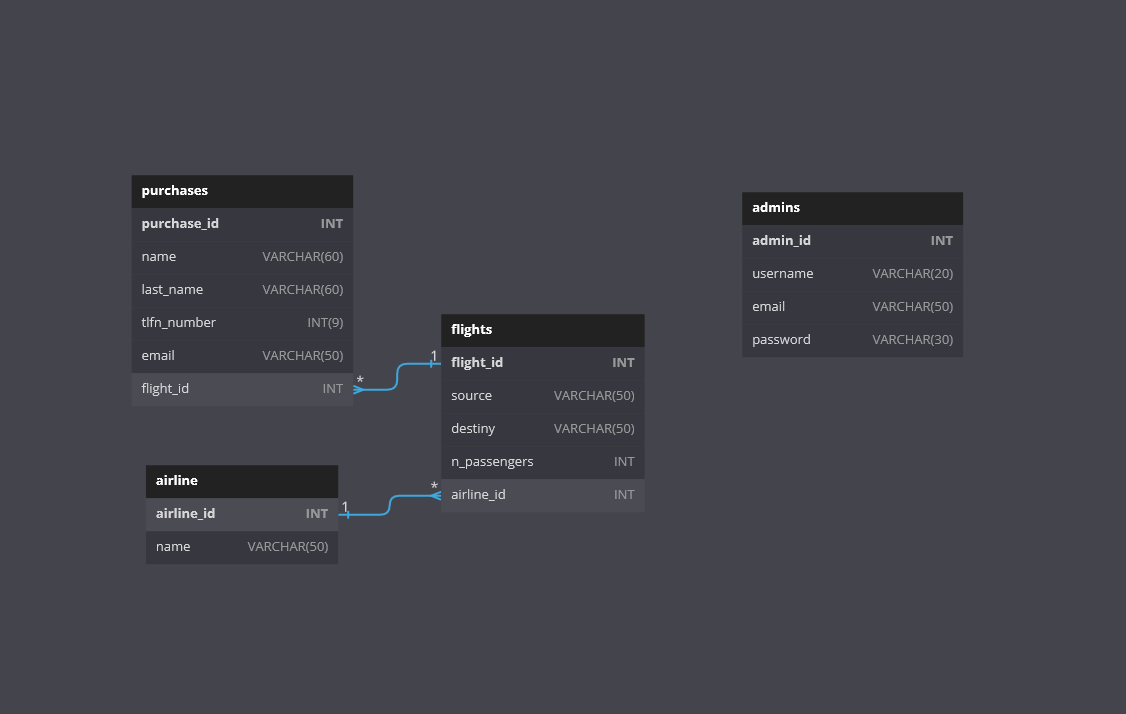 purchases
purchase_id INT
name VARCHAR(60)
last_name VARCHAR(60)
tlfn_number INT(9)
email VARCHAR(50)
flight_id INT
*
1
flights
flight_id INT
source VARCHAR(50)
destiny VARCHAR(50)
n_passengers INT
airline_id INT
*
1
airline
airline_id INT
name VARCHAR(50)
admins
admin_id INT
username VARCHAR(20)
email VARCHAR(50)
password VARCHAR(30)